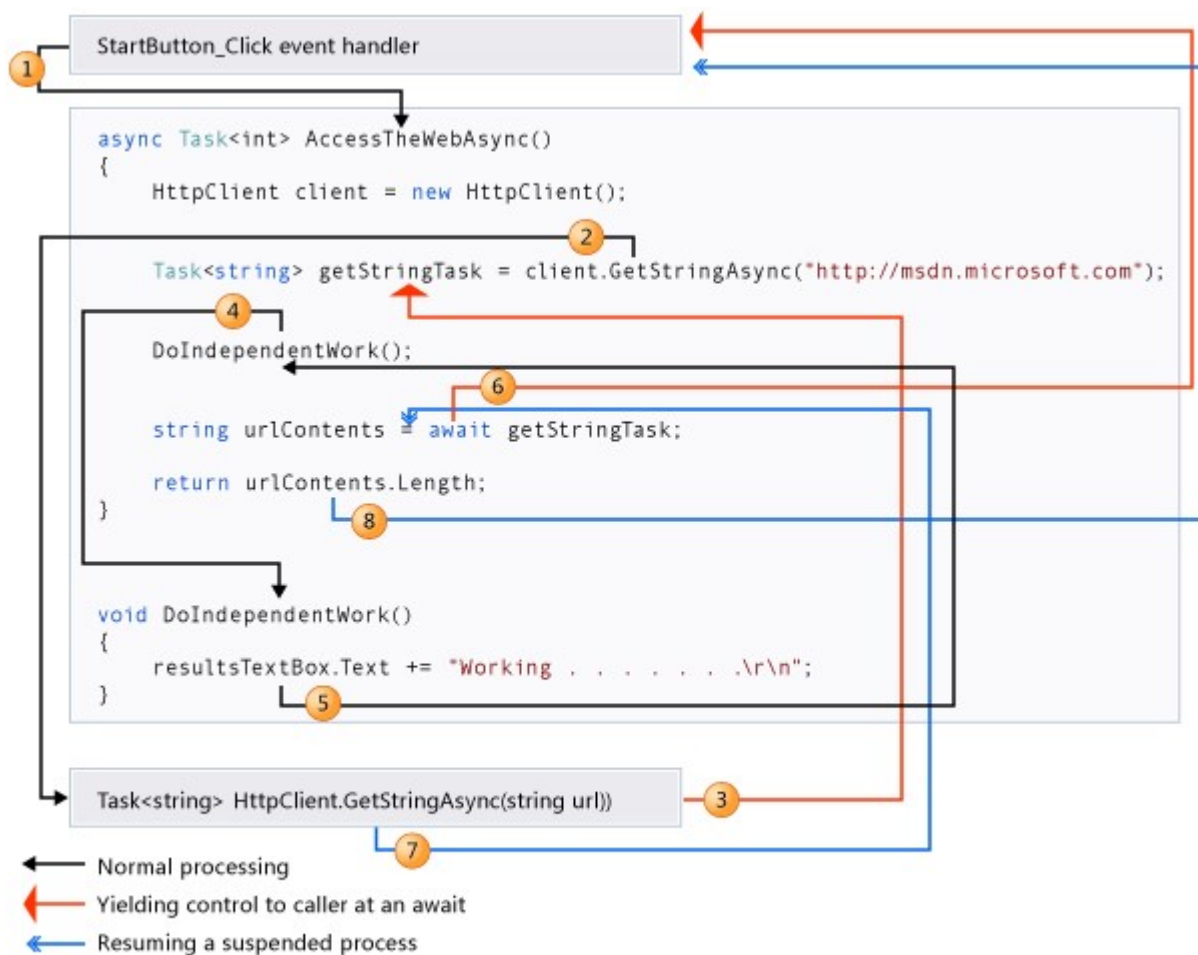 StartButton_Click event handler
1
async Task<int> AccessTheWebAsync()
{
HttpClient client = new HttpClient();
2
Task<string> getStringTask = client.GetStringAsync("http://msdn.microsoft.com");
4
DoIndependentWork();
6
string urlContents = await getStringTask;
return urlContents.Length;
}
8
void DoIndependentWork()
{
resultsTextBox.Text += "Working . . . . . . .\r\n";
}
5
Task<string> HttpClient.GetStringAsync(string url))
3
7
Normal processing
Yielding control to caller at an await
Resuming a suspended process